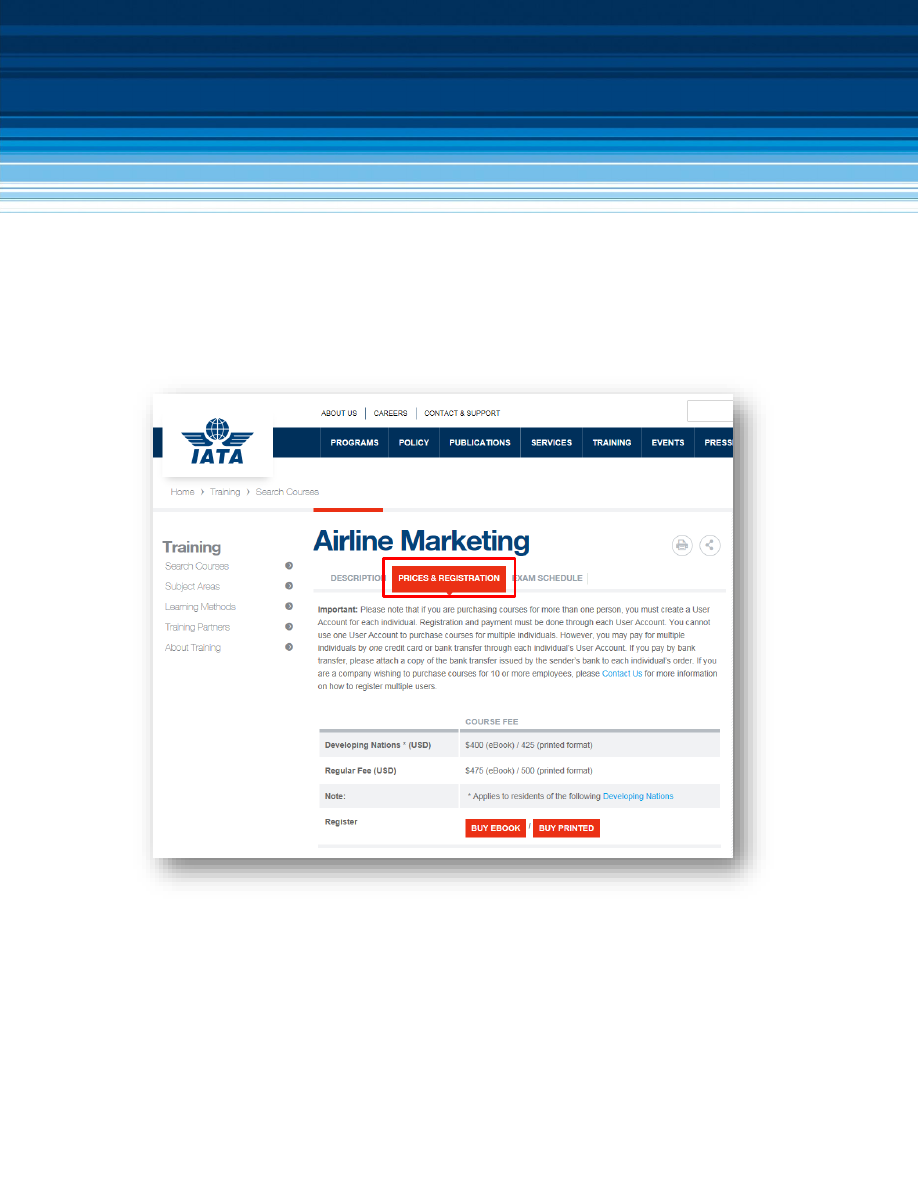 ABOUT US | CAREERS | CONTACT & SUPPORT
IATA
PROGRAMS POLICY PUBLICATIONS SERVICES TRAINING EVENTS PRESS
Home > Training > Search Courses
Training
Search Courses
Subject Areas
Learning Methods
Training Partners
About Training
Airline Marketing
DESCRIPTION PRICES & REGISTRATION EXAM SCHEDULE
Important: Please note that if you are purchasing courses for more than one person, you must create a User
Account for each individual. Registration and payment must be done through each User Account. You cannot
use one User Account to purchase courses for multiple individuals. However, you may pay for multiple
individuals by one credit card or bank transfer through each individual's User Account. If you pay by bank
transfer, please attach a copy of the bank transfer issued by the sender's bank to each individual's order. If you
are a company wishing to purchase courses for 10 or more employees, please Contact Us for more information
on how to register multiple users.
COURSE FEE
Developing Nations * (USD) $400 (eBook) / 425 (printed format)
Regular Fee (USD) $475 (eBook) / 500 (printed format)
Note: * Applies to residents of the following Developing Nations
Register BUY EBOOK / BUY PRINTED